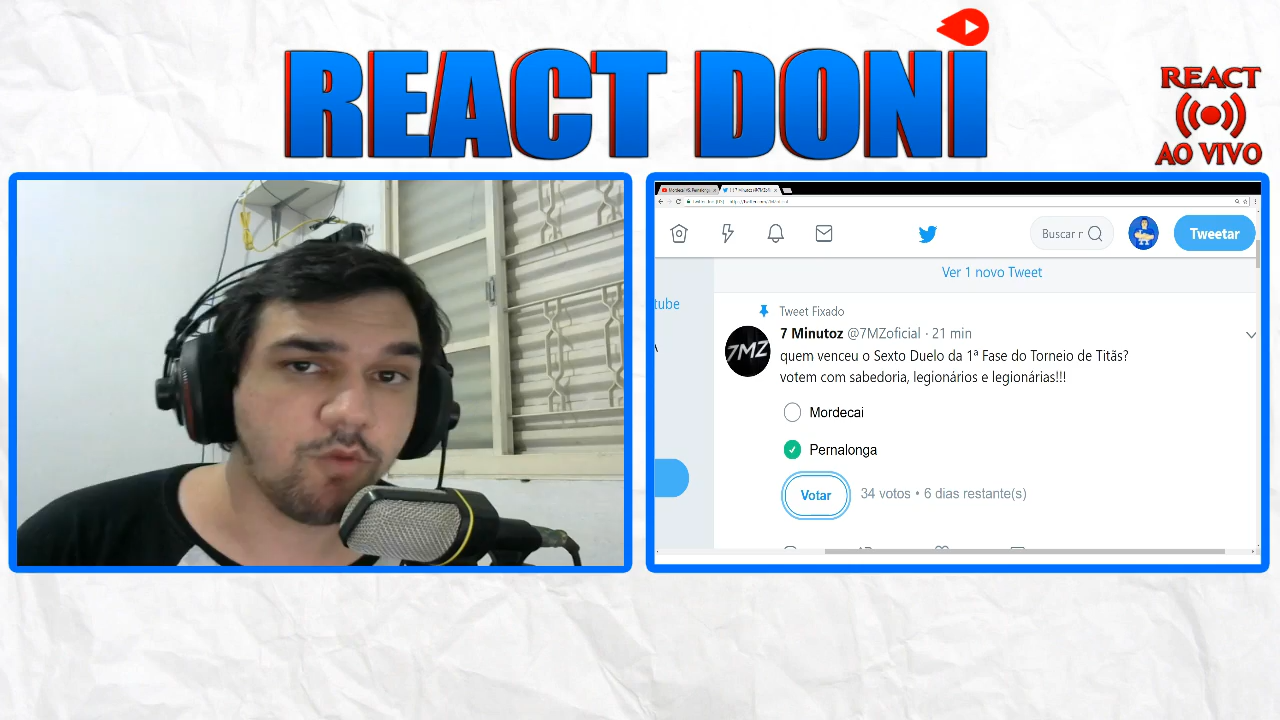 REACT DONI
REACT
AO VIVO
Buscar r
Tweetar
Ver 1 novo Tweet
tube
Tweet Fixado
7 Minutoz @7MZoficial · 21 min
7MZ
quem venceu o Sexto Duelo da 1ª Fase do Torneio de Titãs?
votem com sabedoria, legionários e legionárias!!!
Mordecai
Pernalonga
Votar
34 votos • 6 dias restante(s)